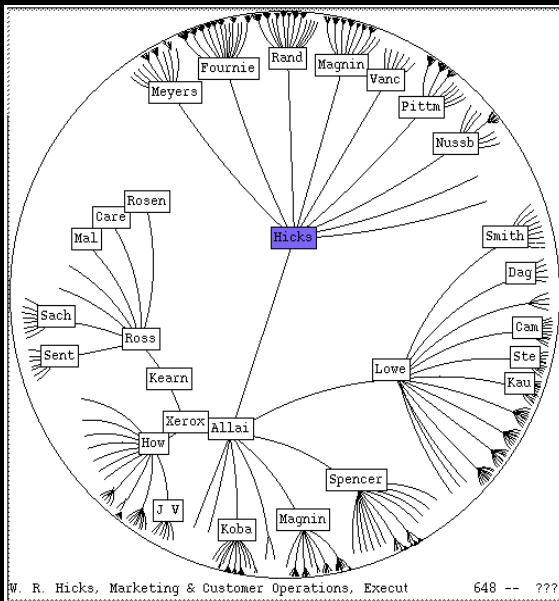 Rand
Fournie
Magnin
Vanc
Meyers
Pittm
Nussb
Rosen
Care
Mal
Hicks
Smith
Dag
Sach
Ross
Cam
Sent
Ste
Lowe
Kearn
Kau
Xerox
Allai
How
Spencer
J V
Koba
Magnin
W. R. Hicks, Marketing & Customer Operations, Execut 648 -- ???